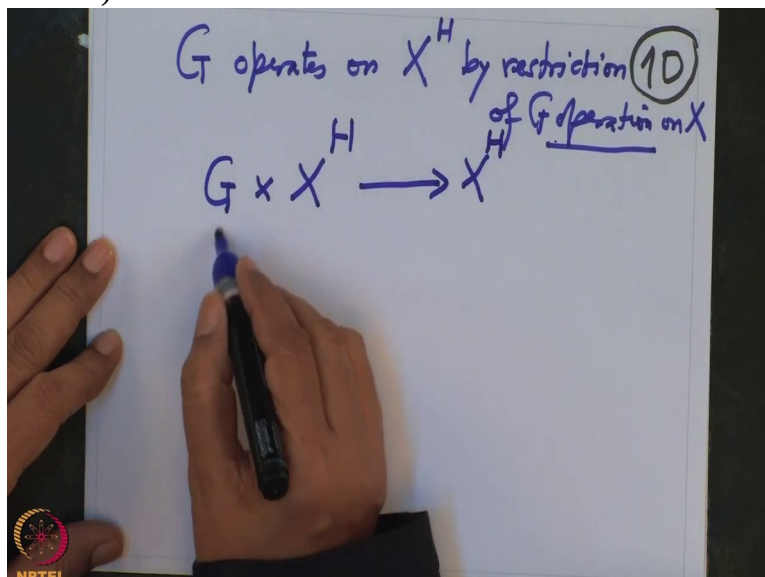 G operates on X^H by restriction 10
of G operation on X
G × X^H ⟶ X^H
NPTEL